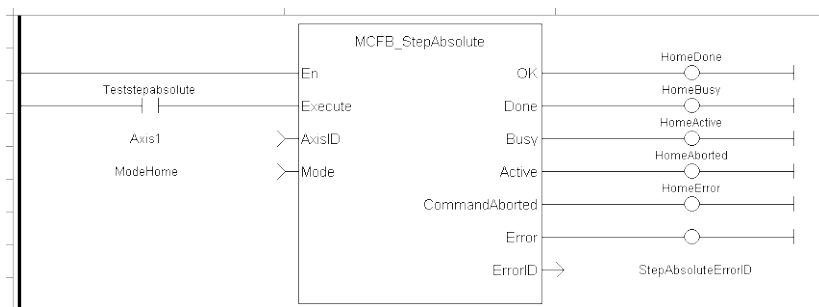 MCFB_StepAbsolute
HomeDone
En OK
Teststepabsolute HomeBusy
Execute Done
HomeActive
Axis1 AxisID Busy
HomeAborted
ModeHome Mode Active
HomeError
CommandAborted
Error
ErrorID StepAbsoluteErrorID